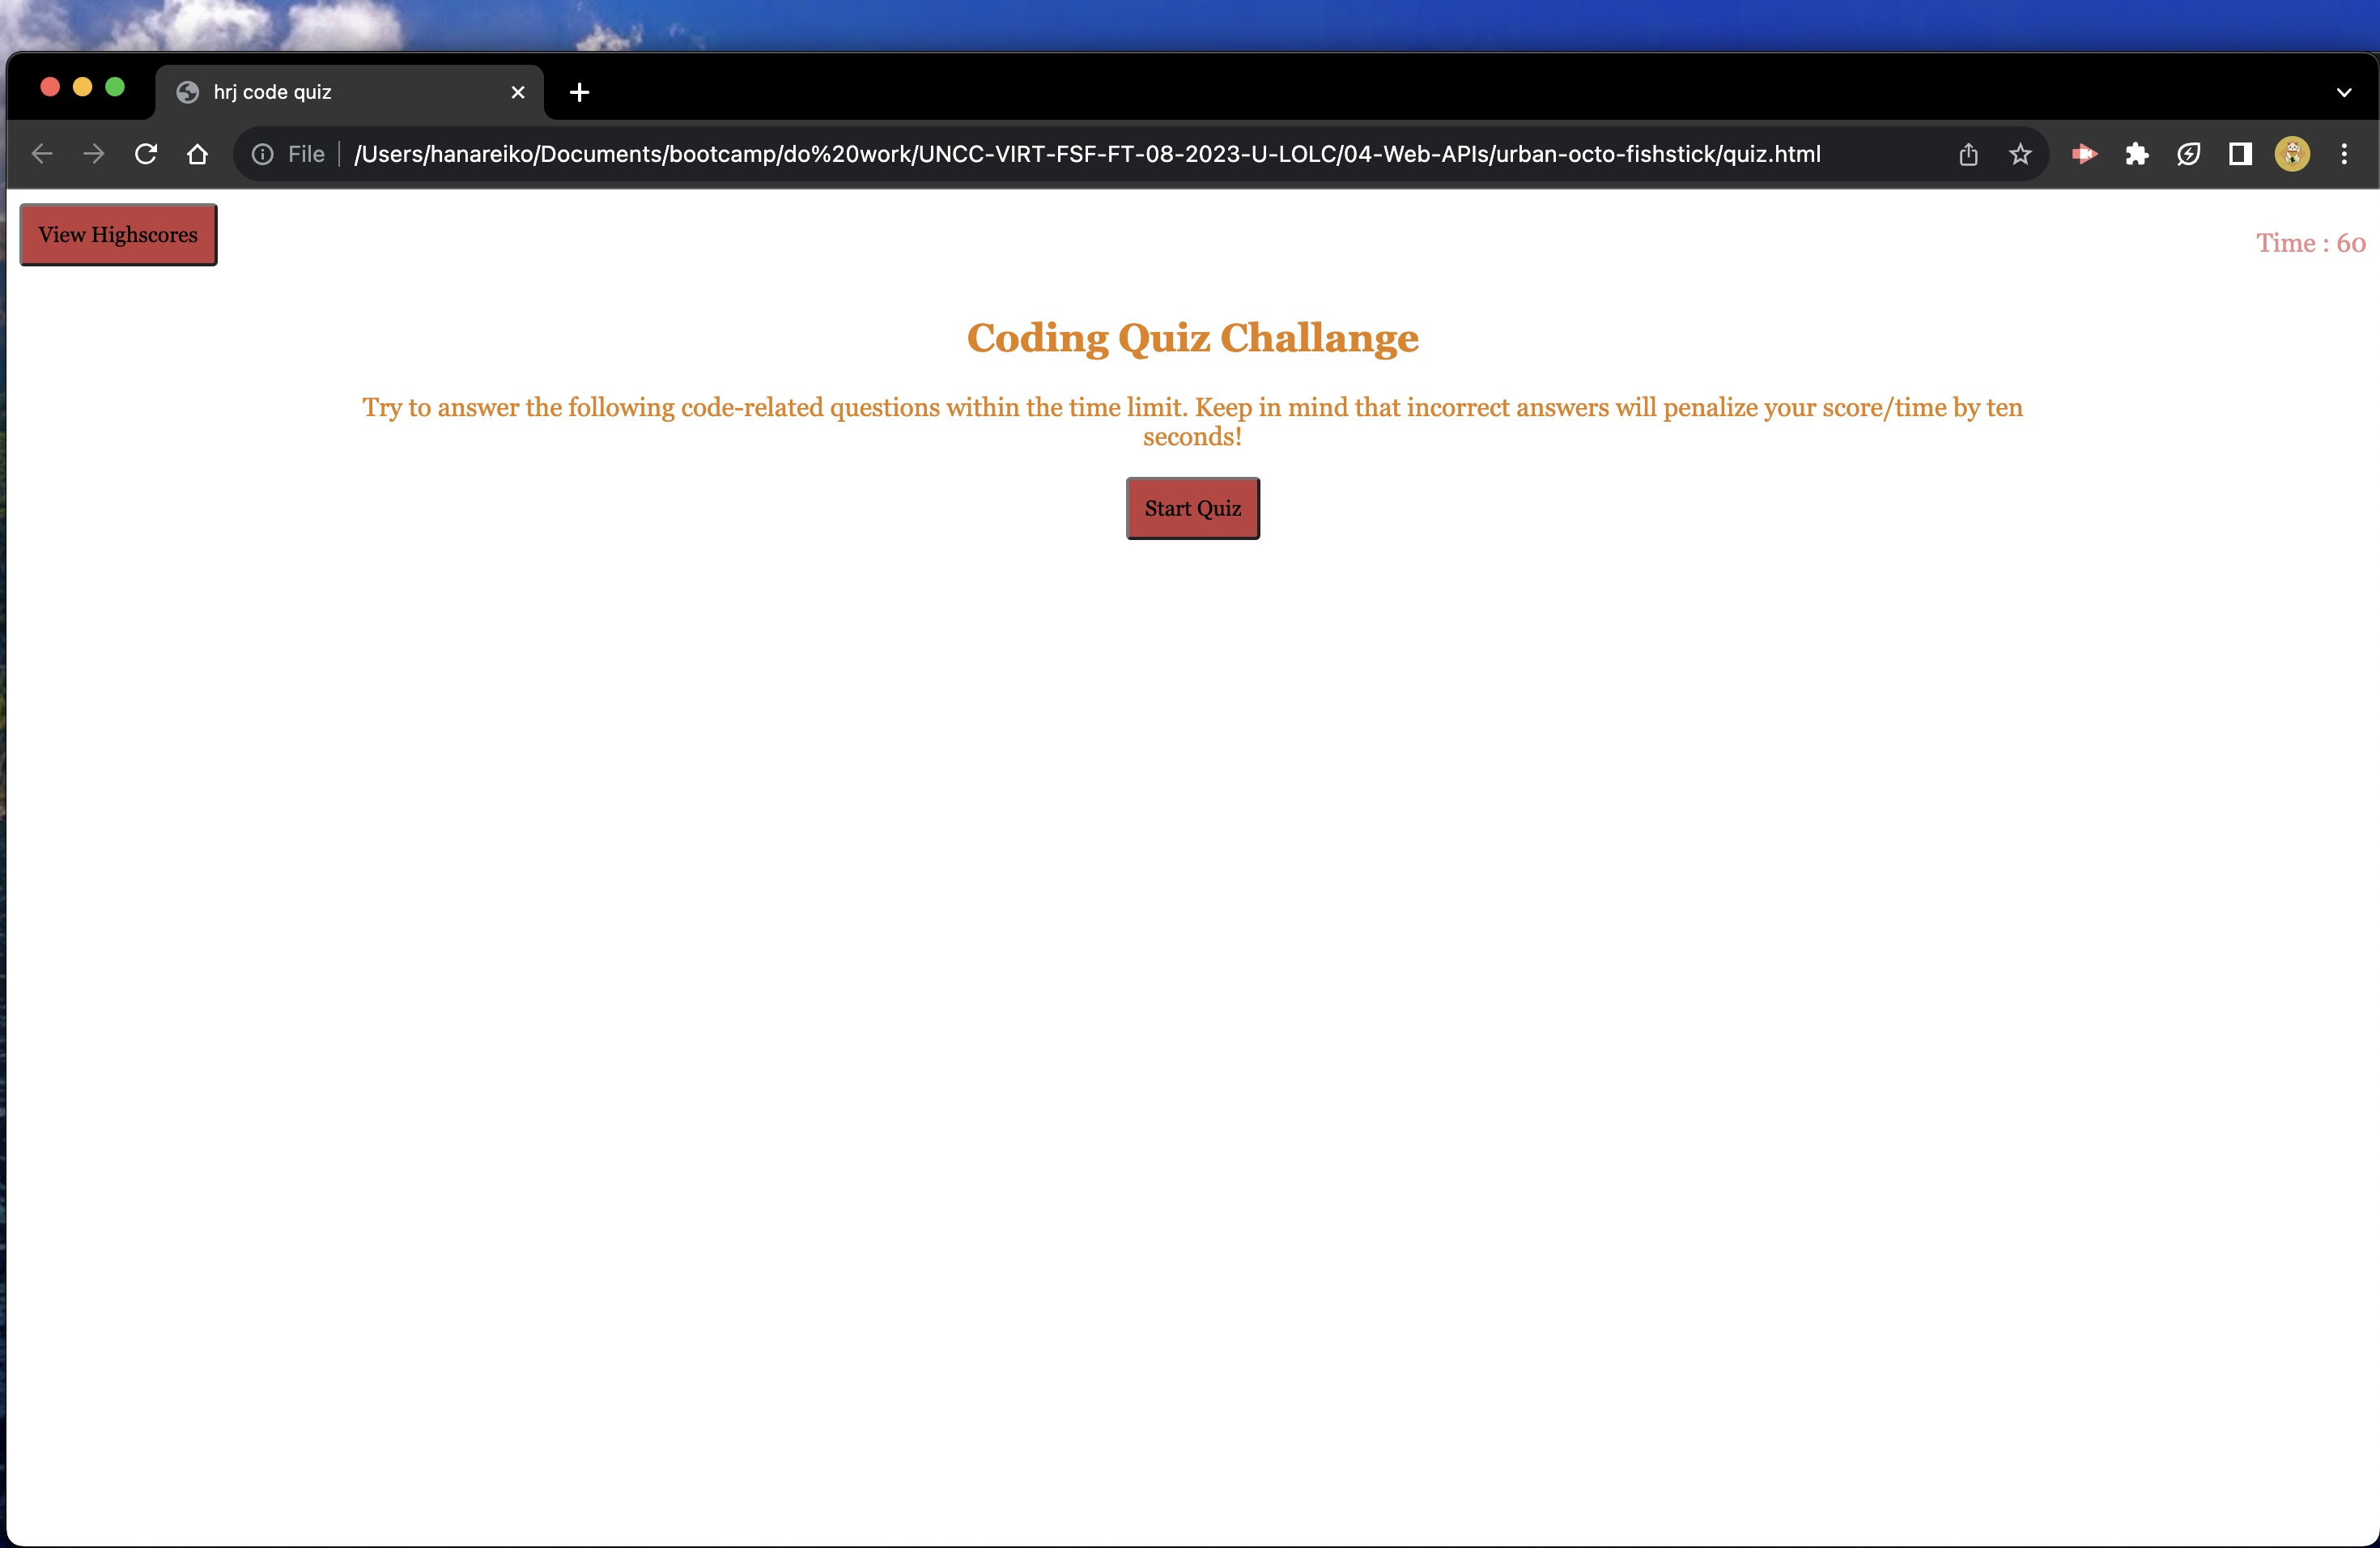 hrj code quiz
File /Users/hanareiko/Documents/bootcamp/do%20work/UNCC-VIRT-FSF-FT-08-2023-U-LOLC/04-Web-APIs/urban-octo-fishstick/quiz.html
View Highscores
Time : 60
Coding Quiz Challange
Try to answer the following code-related questions within the time limit. Keep in mind that incorrect answers will penalize your score/time by ten
seconds!
Start Quiz